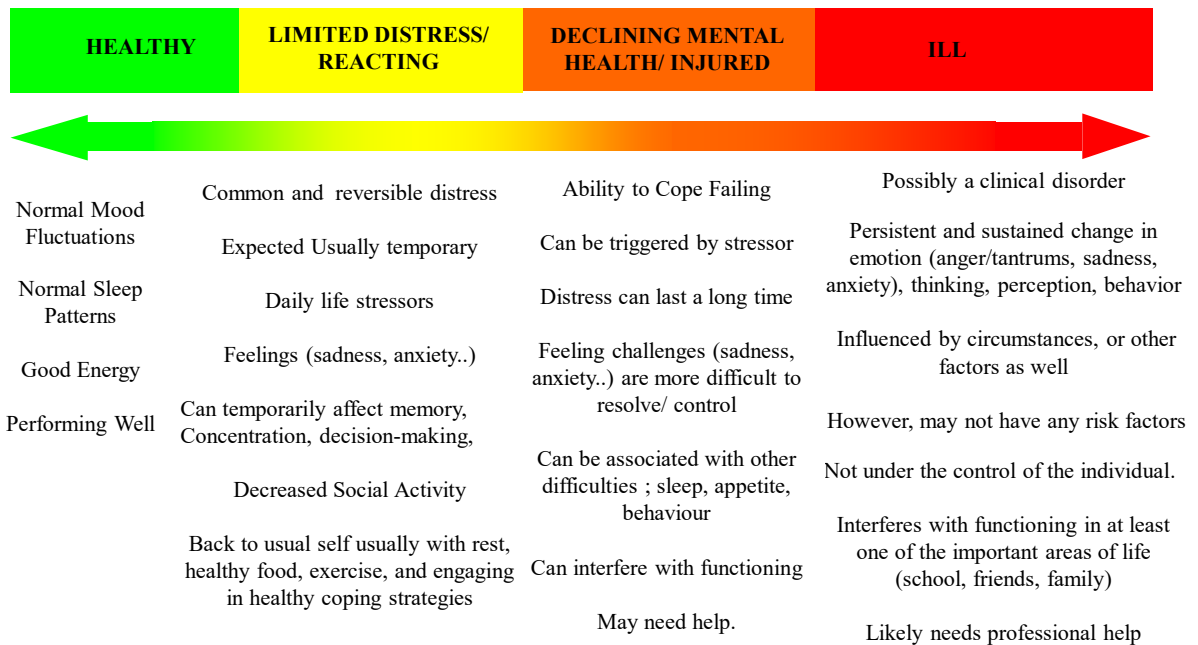 HEALTHY
LIMITED DISTRESS/
REACTING
DECLINING MENTAL
HEALTH/ INJURED
ILL
Normal Mood
Fluctuations
Normal Sleep
Patterns
Good Energy
Performing Well
Common and reversible distress
Expected Usually temporary
Daily life stressors
Feelings (sadness, anxiety..)
Can temporarily affect memory,
Concentration, decision-making,
Decreased Social Activity
Back to usual self usually with rest,
healthy food, exercise, and engaging
in healthy coping strategies
Ability to Cope Failing
Can be triggered by stressor
Distress can last a long time
Feeling challenges (sadness,
anxiety..) are more difficult to
resolve/ control
Can be associated with other
difficulties ; sleep, appetite,
behaviour
Can interfere with functioning
May need help.
Possibly a clinical disorder
Persistent and sustained change in
emotion (anger/tantrums, sadness,
anxiety), thinking, perception, behavior
Influenced by circumstances, or other
factors as well
However, may not have any risk factors
Not under the control of the individual.
Interferes with functioning in at least
one of the important areas of life
(school, friends, family)
Likely needs professional help